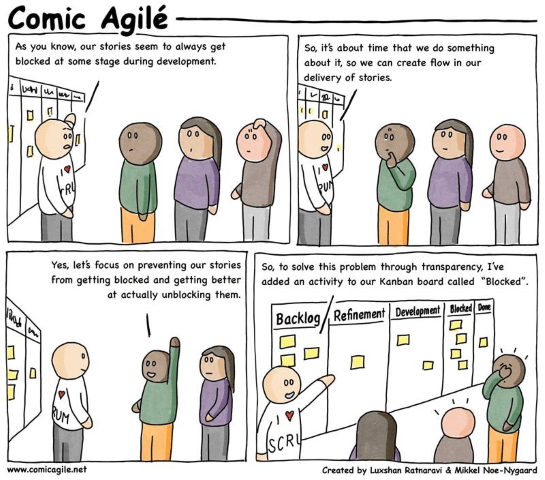 Comic Agilé
As you know, our stories seem to always get
blocked at some stage during development.
I
So, it's about time that we do something
about it, so we can create flow in our
delivery of stories.
I
Yes, let's focus on preventing our stories
from getting blocked and getting better
at actually unblocking them.
RUM
So, to solve this problem through transparency, I've
added an activity to our Kanban board called "Blocked".
Backlog Refinement Development Blocked Done
I
SCRU
www.comicagile.net
Created by Luxshan Ratnaravi & Mikkel Noe-Nygaard